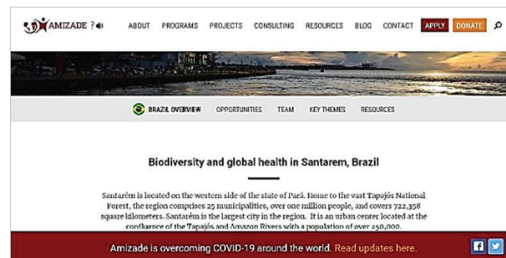 AMIZADE ?
ABOUT PROGRAMS PROJECTS CONSULTING RESOURCES BLOG CONTACT APPLY DONATE
BRAZIL OVERVIEW OPPORTUNITIES TEAM KEY THEMES RESOURCES
Biodiversity and global health in Santarem, Brazil
Santarém is located on the western side of the state of Pará. Home to the vast Tapajós National
Forest, the region comprises 25 municipalities, over one million people, and covers 722,358
square kilometers. Santarém is the largest city in the region. It is an urban center located at the
confluence of the Tapajós and Amazon Rivers with a population of over 250,000.
Amizade is overcoming COVID-19 around the world. Read updates here.